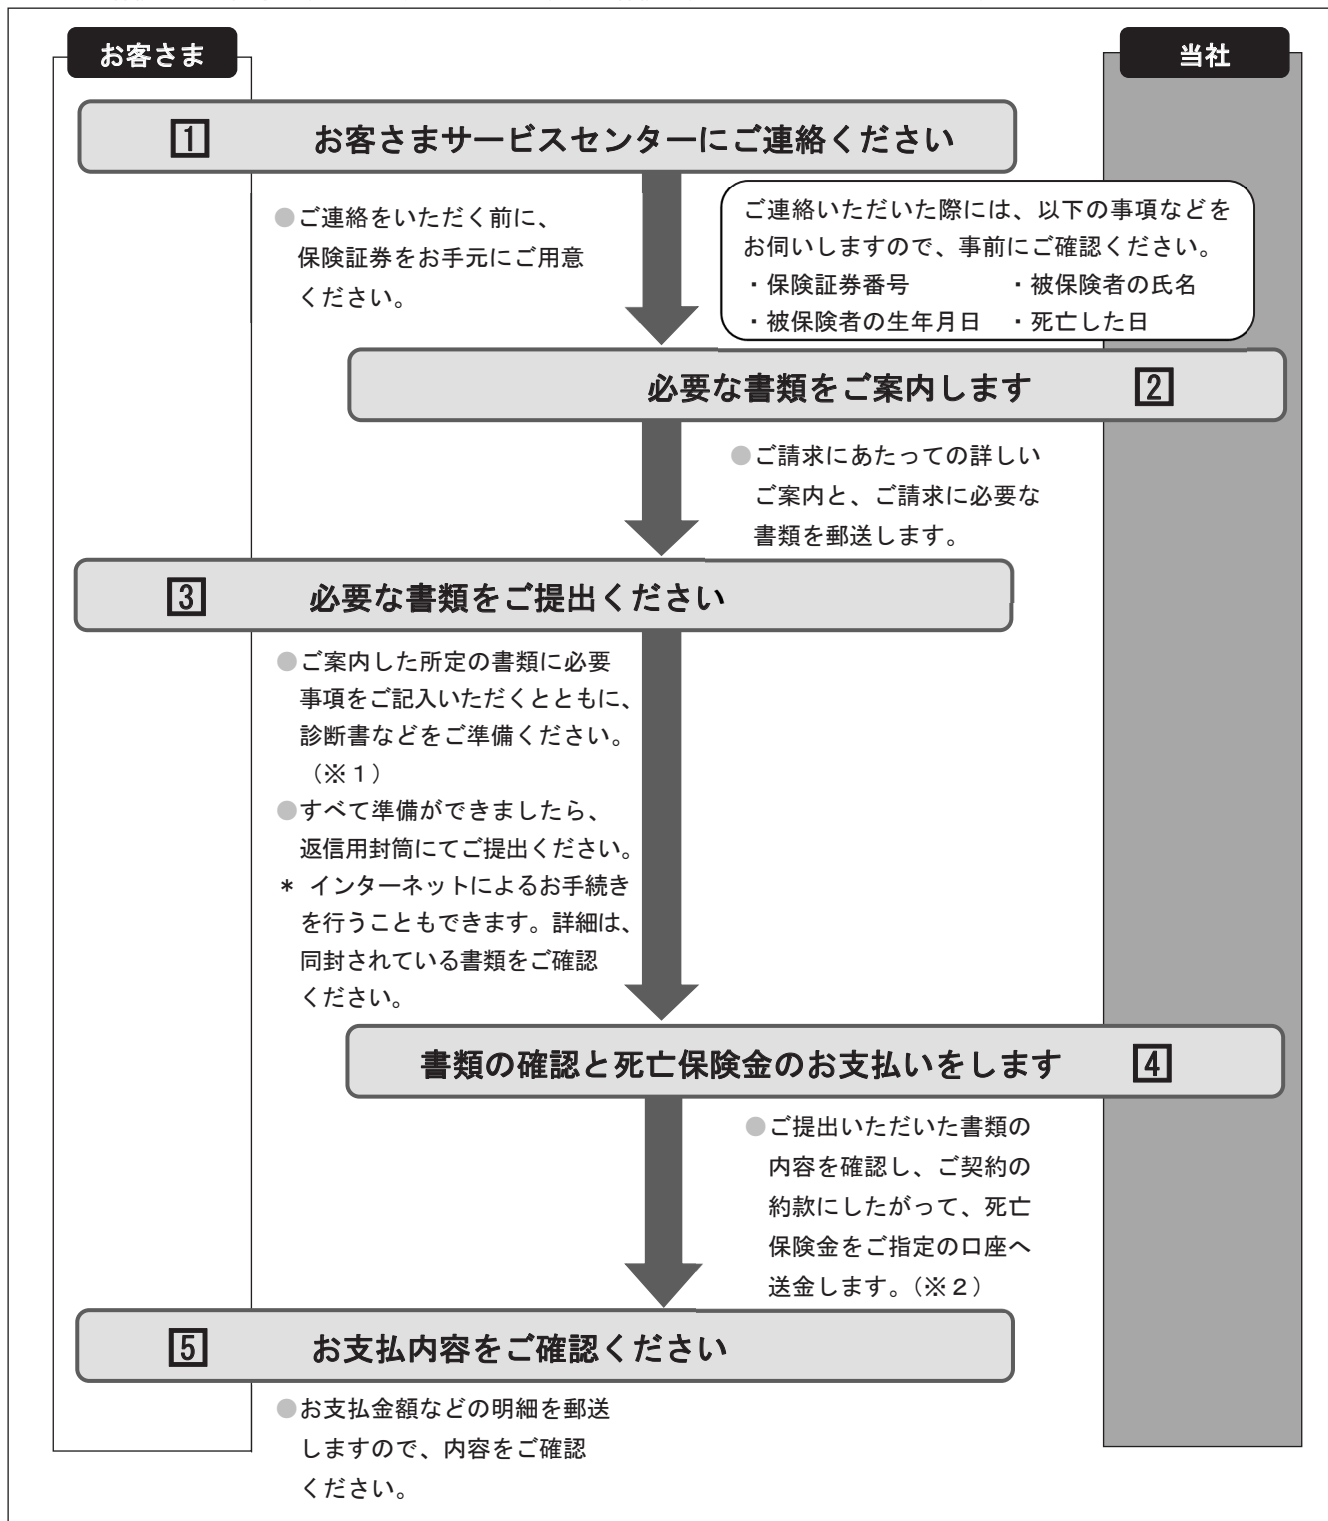 お客さま
当社
1 お客さまサービスセンターにご連絡ください
●ご連絡をいただく前に、
保険証券をお手元にご用意
ください。
ご連絡いただいた際には、以下の事項などを
お伺いしますので、事前にご確認ください。
・保険証券番号 ・被保険者の氏名
・被保険者の生年月日 ・死亡した日
必要な書類をご案内します 2
●ご請求にあたっての詳しい
ご案内と、ご請求に必要な
書類を郵送します。
3 必要な書類をご提出ください
●ご案内した所定の書類に必要
事項をご記入いただくとともに、
診断書などをご準備ください。
(※1)
●すべて準備ができましたら、
返信用封筒にてご提出ください。
* インターネットによるお手続き
を行うこともできます。詳細は、
同封されている書類をご確認
ください。
書類の確認と死亡保険金のお支払いをします 4
●ご提出いただいた書類の
内容を確認し、ご契約の
約款にしたがって、死亡
保険金をご指定の口座へ
送金します。(※2)
5 お支払内容をご確認ください
●お支払金額などの明細を郵送
しますので、内容をご確認
ください。